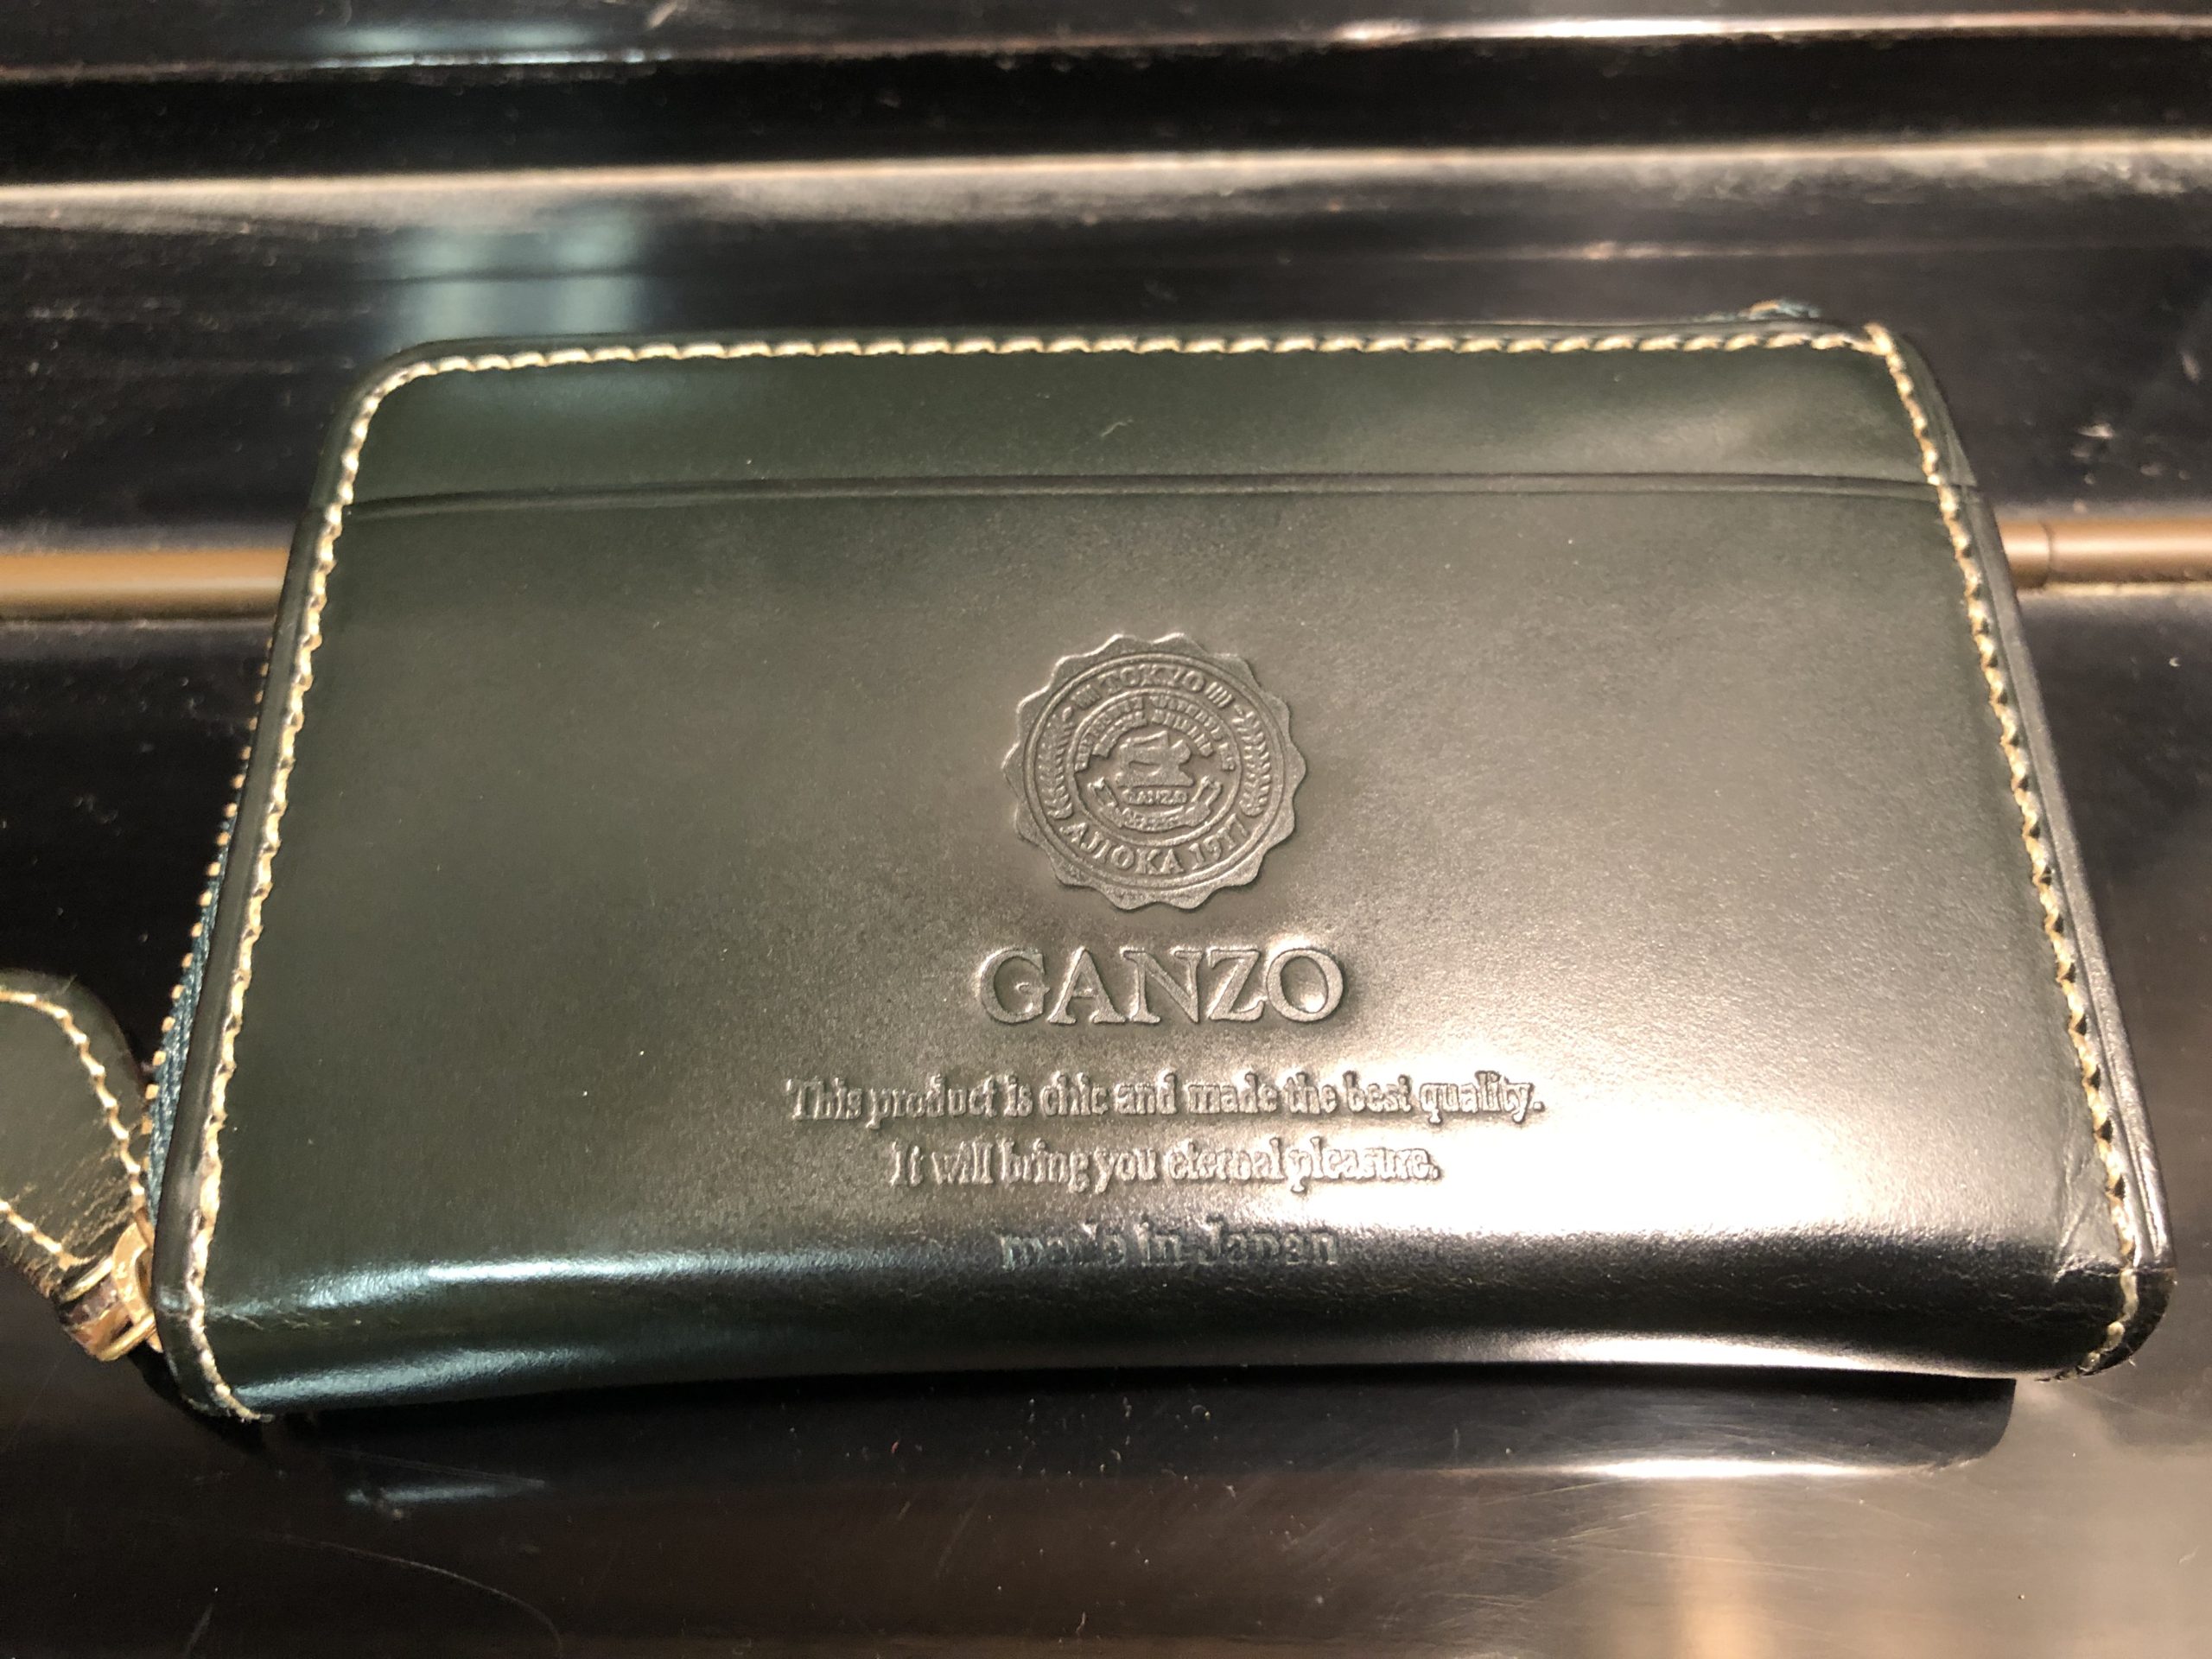 TOKYO
GANZO
AJIOKA 1917
GANZO
This product is chic and made the best quality.
It will bring you eternal pleasure.
made in Japan